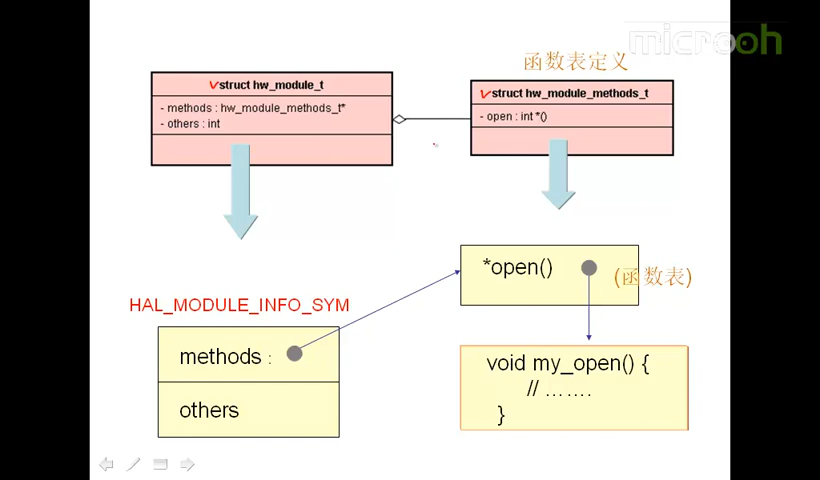 microoh
函数表定义
struct hw_module_t
- methods : hw_module_methods_t*
- others : int
struct hw_module_methods_t
- open : int *()
*open()
(函数表)
HAL_MODULE_INFO_SYM
methods :
others
void my_open() {
// …….
}